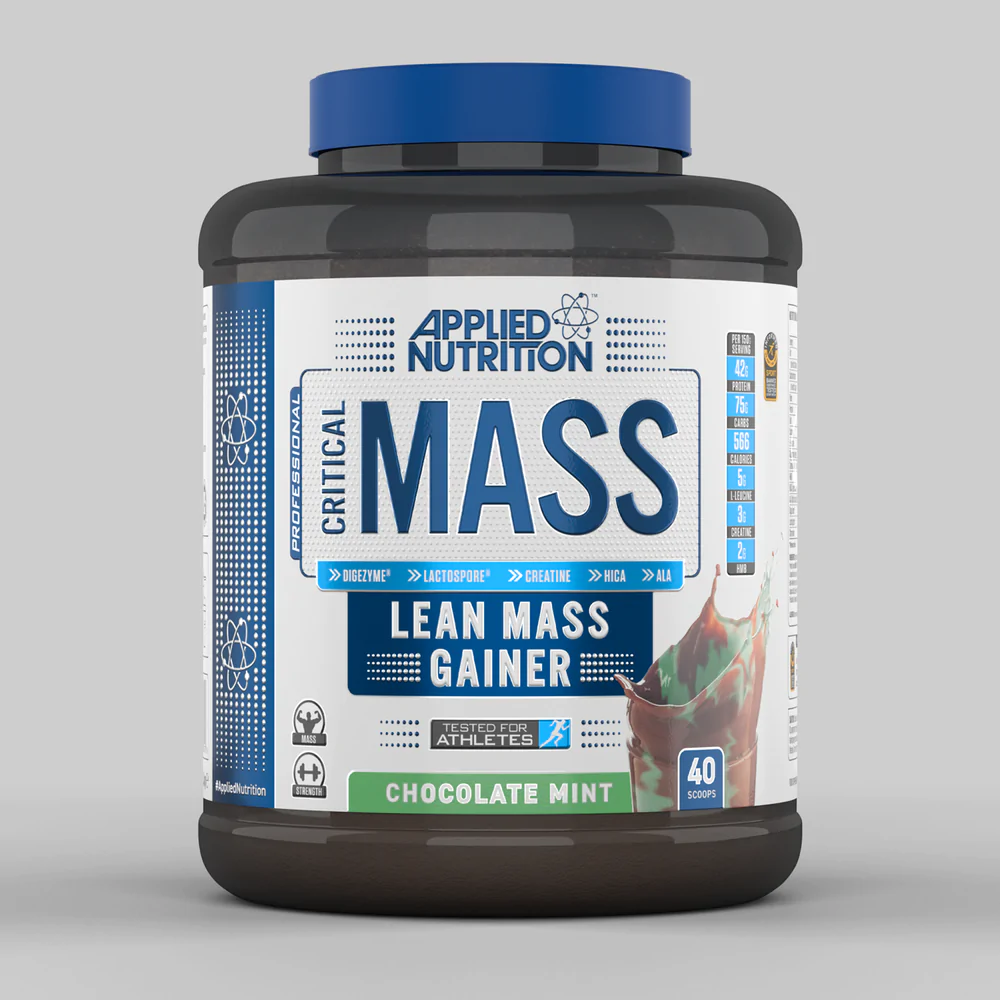 APPLIED
NUTRITION
™
PROFESSIONAL
CRITICAL
MASS
DIGEZYME® LACTOSPORE® CREATINE HICA ALA
LEAN MASS
GAINER
TESTED FOR
ATHLETES
MASS
STRENGTH
CHOCOLATE MINT
40
SCOOPS
#AppliedNutrition
PER 150g
SERVING
42g
PROTEIN
75g
CARBS
566
CALORIES
5g
L-LEUCINE
3g
CREATINE
2g
HMB
SPORT